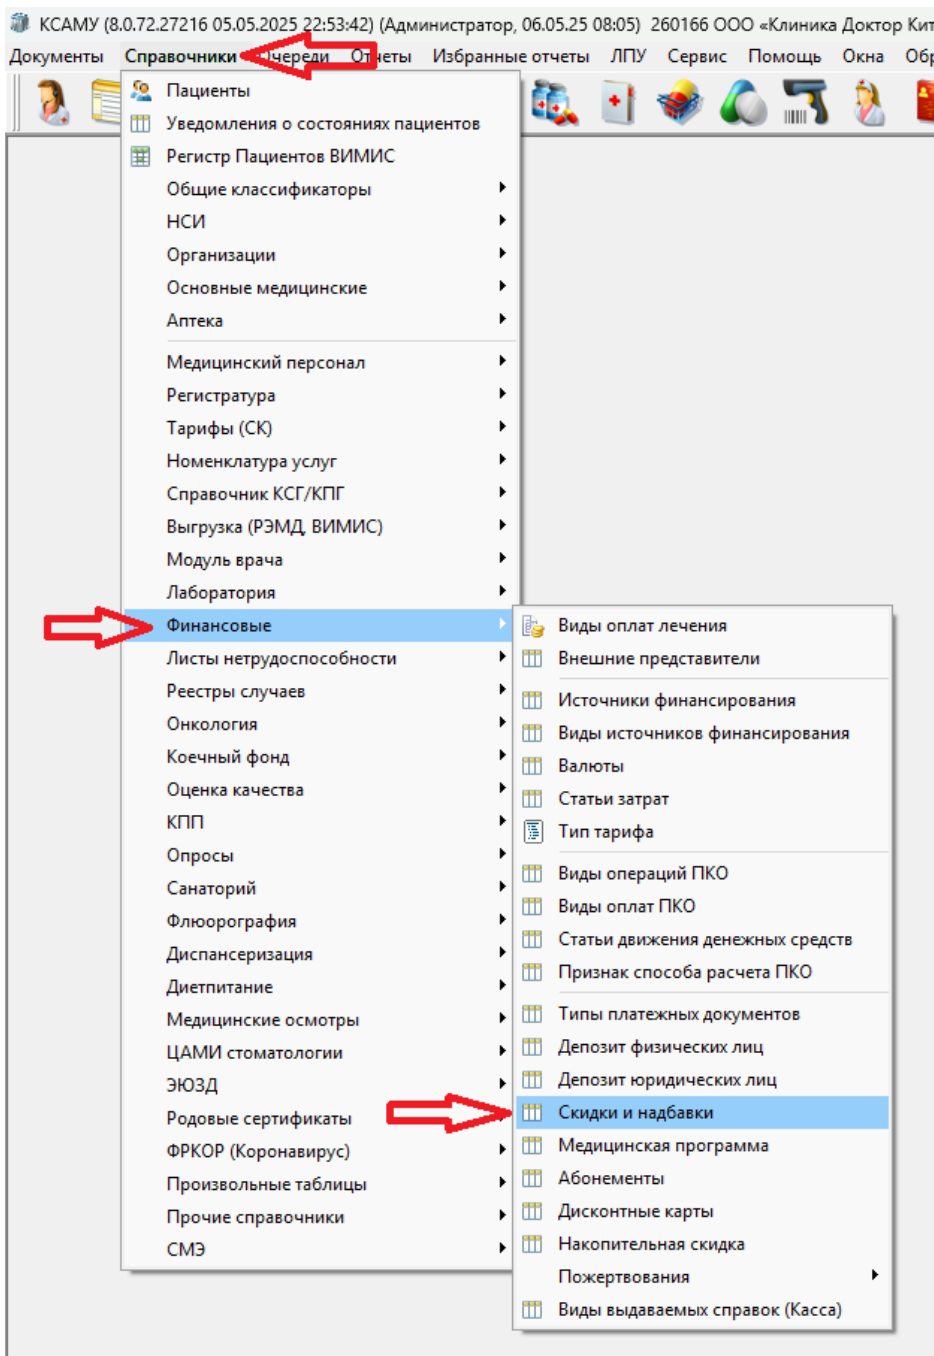 КСАМУ (8.0.72.27216 05.05.2025 22:53:42) (Администратор, 06.05.25 08:05) 260166 ООО «Клиника Доктор Кит
Документы Справочники Очереди Отчеты Избранные отчеты ЛПУ Сервис Помощь Окна Обр
Пациенты
Уведомления о состояниях пациентов
Регистр Пациентов ВИМИС
Общие классификаторы
НСИ
Организации
Основные медицинские
Аптека
Медицинский персонал
Регистратура
Тарифы (СК)
Номенклатура услуг
Справочник КСГ/КПГ
Выгрузка (РЭМД, ВИМИС)
Модуль врача
Лаборатория
Финансовые
Листы нетрудоспособности
Реестры случаев
Онкология
Коечный фонд
Оценка качества
КПП
Опросы
Санаторий
Флюорография
Диспансеризация
Диетпитание
Медицинские осмотры
ЦАМИ стоматологии
ЭЮЗД
Родовые сертификаты
ФРКОР (Коронавирус)
Произвольные таблицы
Прочие справочники
СМЭ
Виды оплат лечения
Внешние представители
Источники финансирования
Виды источников финансирования
Валюты
Статьи затрат
Тип тарифа
Виды операций ПКО
Виды оплат ПКО
Статьи движения денежных средств
Признак способа расчета ПКО
Типы платежных документов
Депозит физических лиц
Депозит юридических лиц
Скидки и надбавки
Медицинская программа
Абонементы
Дисконтные карты
Накопительная скидка
Пожертвования
Виды выдаваемых справок (Касса)